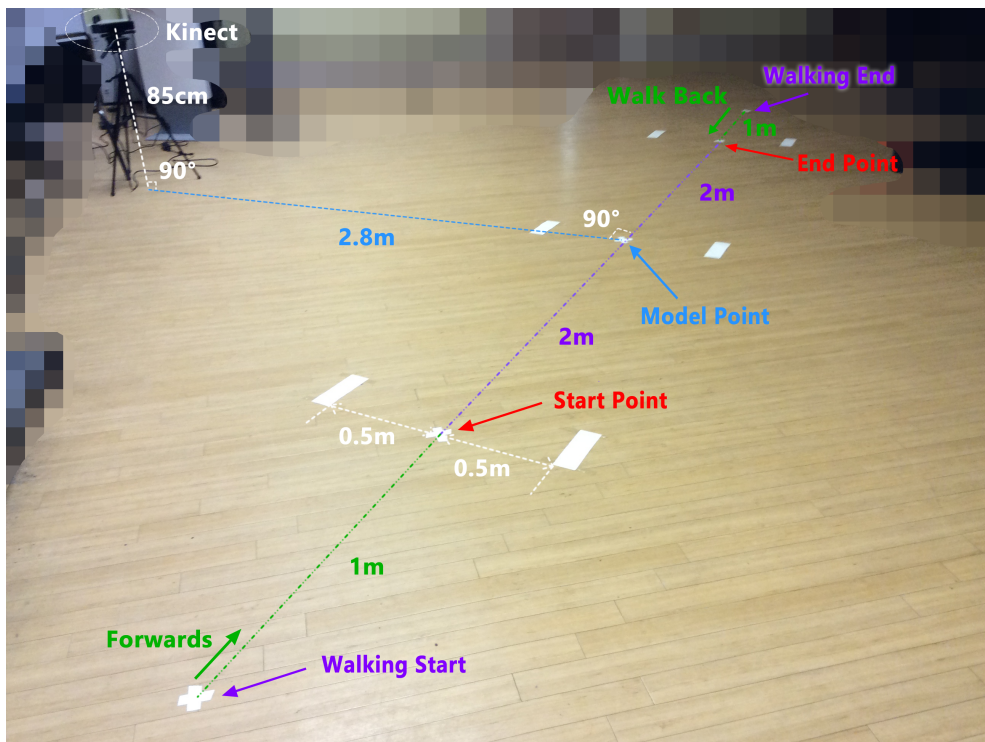 Kinect
Walking End
85cm
Walk Back
1m
90°
End Point
2m
90°
2.8m
Model Point
2m
Start Point
0.5m
0.5m
1m
Forwards
Walking Start